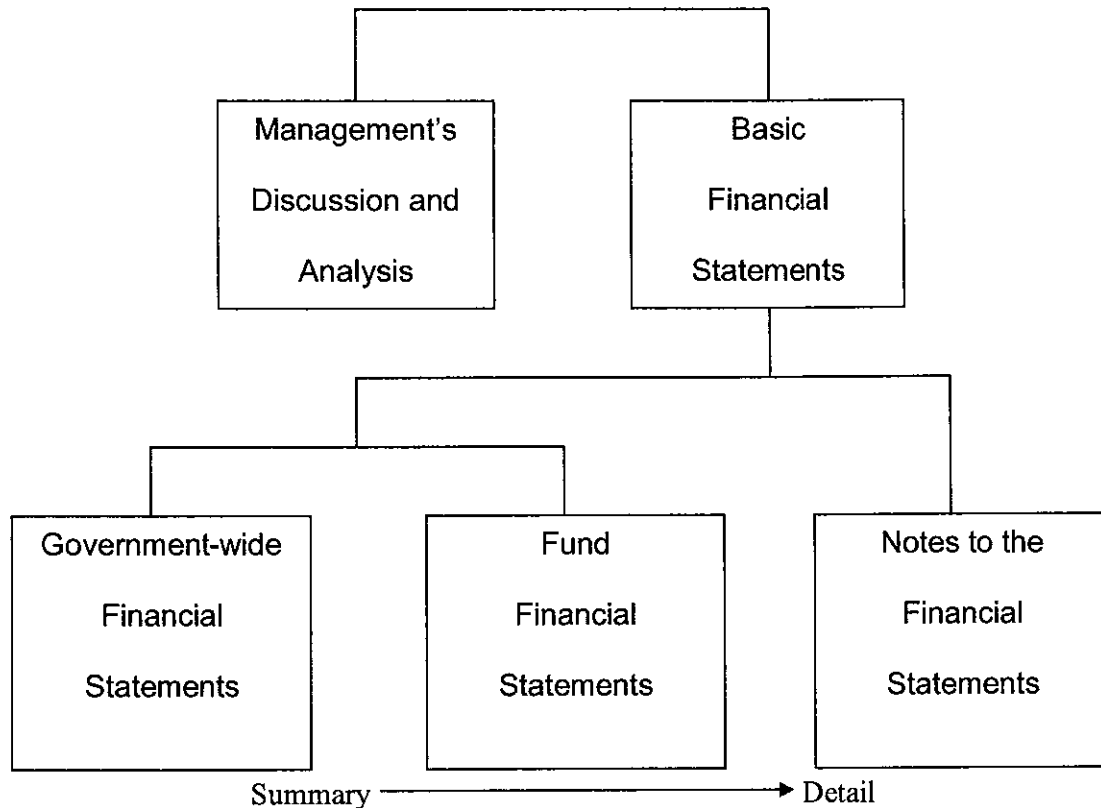 Management's
Discussion and
Analysis
Basic
Financial
Statements
Government-wide
Financial
Statements
Fund
Financial
Statements
Notes to the
Financial
Statements
Summary
Detail